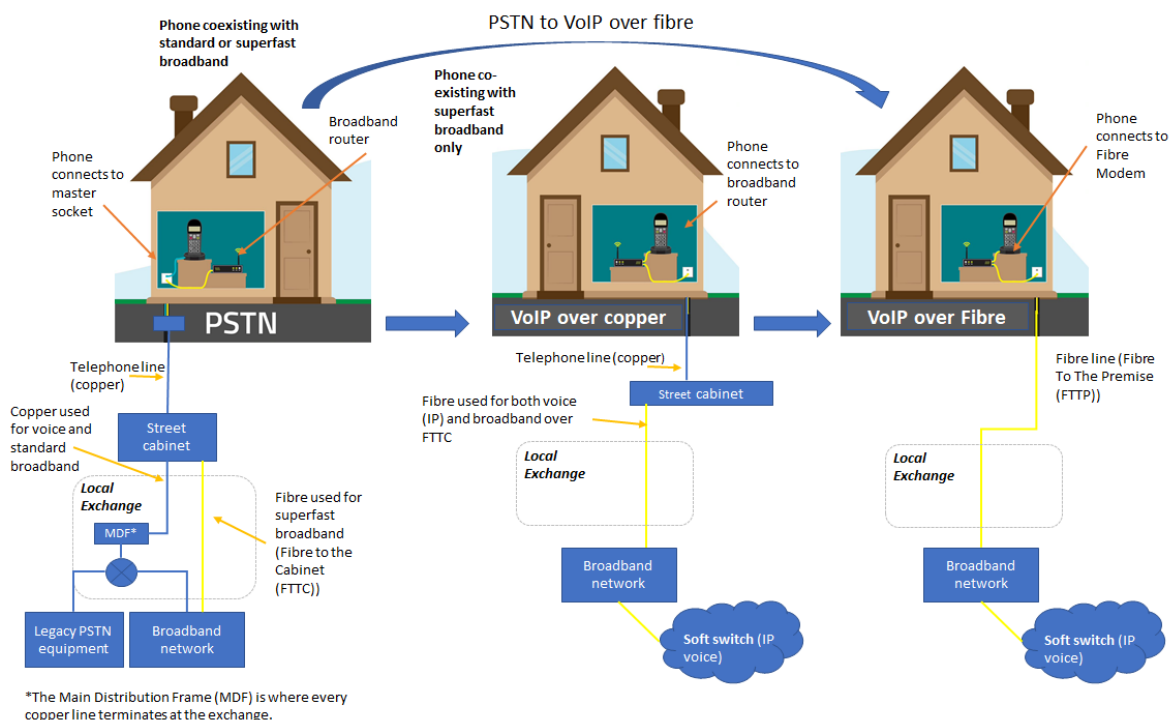 PSTN to VoIP over fibre
Phone coexisting with
standard or superfast
broadband
Broadband
router
Phone
connects to
master
socket
PSTN
Telephone line
(copper)
Copper used
for voice and
standard
broadband
Street
cabinet
Local
Exchange
MDF*
Fibre used for
superfast
broadband
(Fibre to the
Cabinet
(FTTC))
Legacy PSTN
equipment
Broadband
network
*The Main Distribution Frame (MDF) is where every
copper line terminates at the exchange.
Phone co-
existing with
superfast
broadband
only
Phone
connects to
broadband
router
VoIP over copper
Telephone line (copper)
Street cabinet
Fibre used for both voice
(IP) and broadband over
FTTC
Local
Exchange
Broadband
network
Soft switch (IP
voice)
Phone
connects to
Fibre
Modem
VoIP over Fibre
Fibre line (Fibre
To The Premise
(FTTP))
Local
Exchange
Broadband
network
Soft switch (IP
voice)